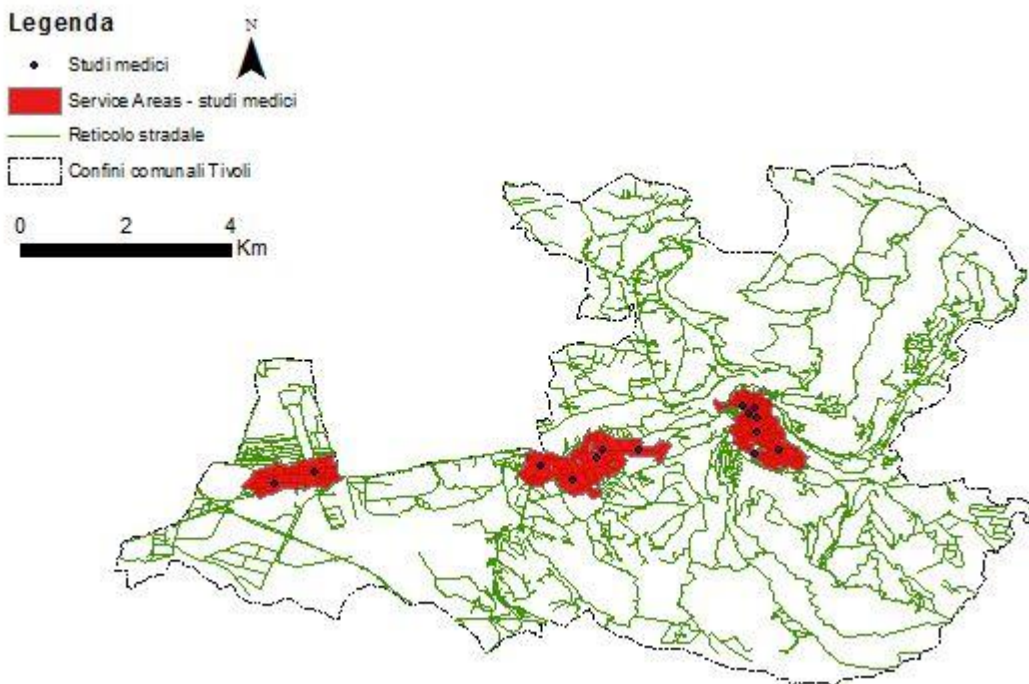 Legenda
N
Studi medici
Service Areas - studi medici
Reticolo stradale
Confini comunali Tivoli
0 2 4
Km